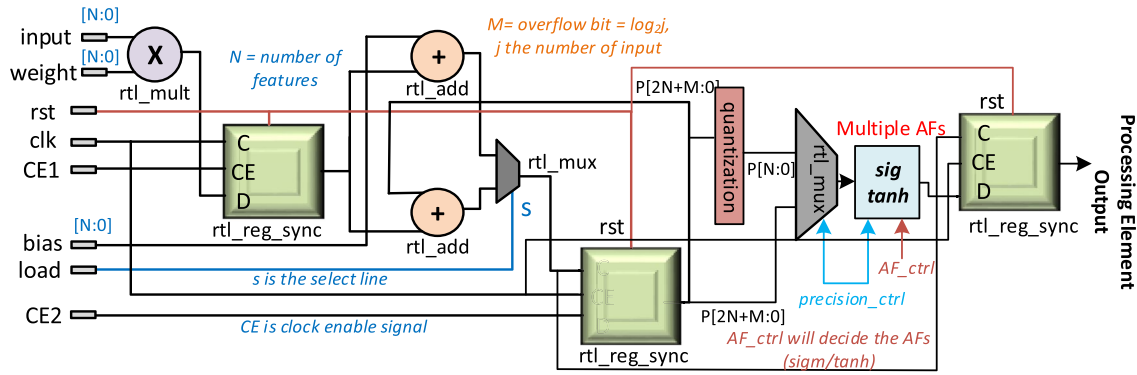 [N:0]
input
[N:0]
weight
X
rtl_mult
N = number of
features
M= overflow bit = log2j,
j the number of input
+
rtl_add
rst
clk
CE1
C
CE
D
rtl_reg_sync
[N:0]
bias
load
CE2
s is the select line
CE is clock enable signal
+
rtl_add
rtl_mux
S
rst
CE
rtl_reg_sync
P[2N+M:0]
quantization
P[N:0]
P[2N+M:0]
rtl_mux
Multiple AFs
sig
tanh
AF_ctrl
precision_ctrl
AF_ctrl will decide the AFs
(sigm/tanh)
rst
C
CE
D
rtl_reg_sync
Processing Element
Output